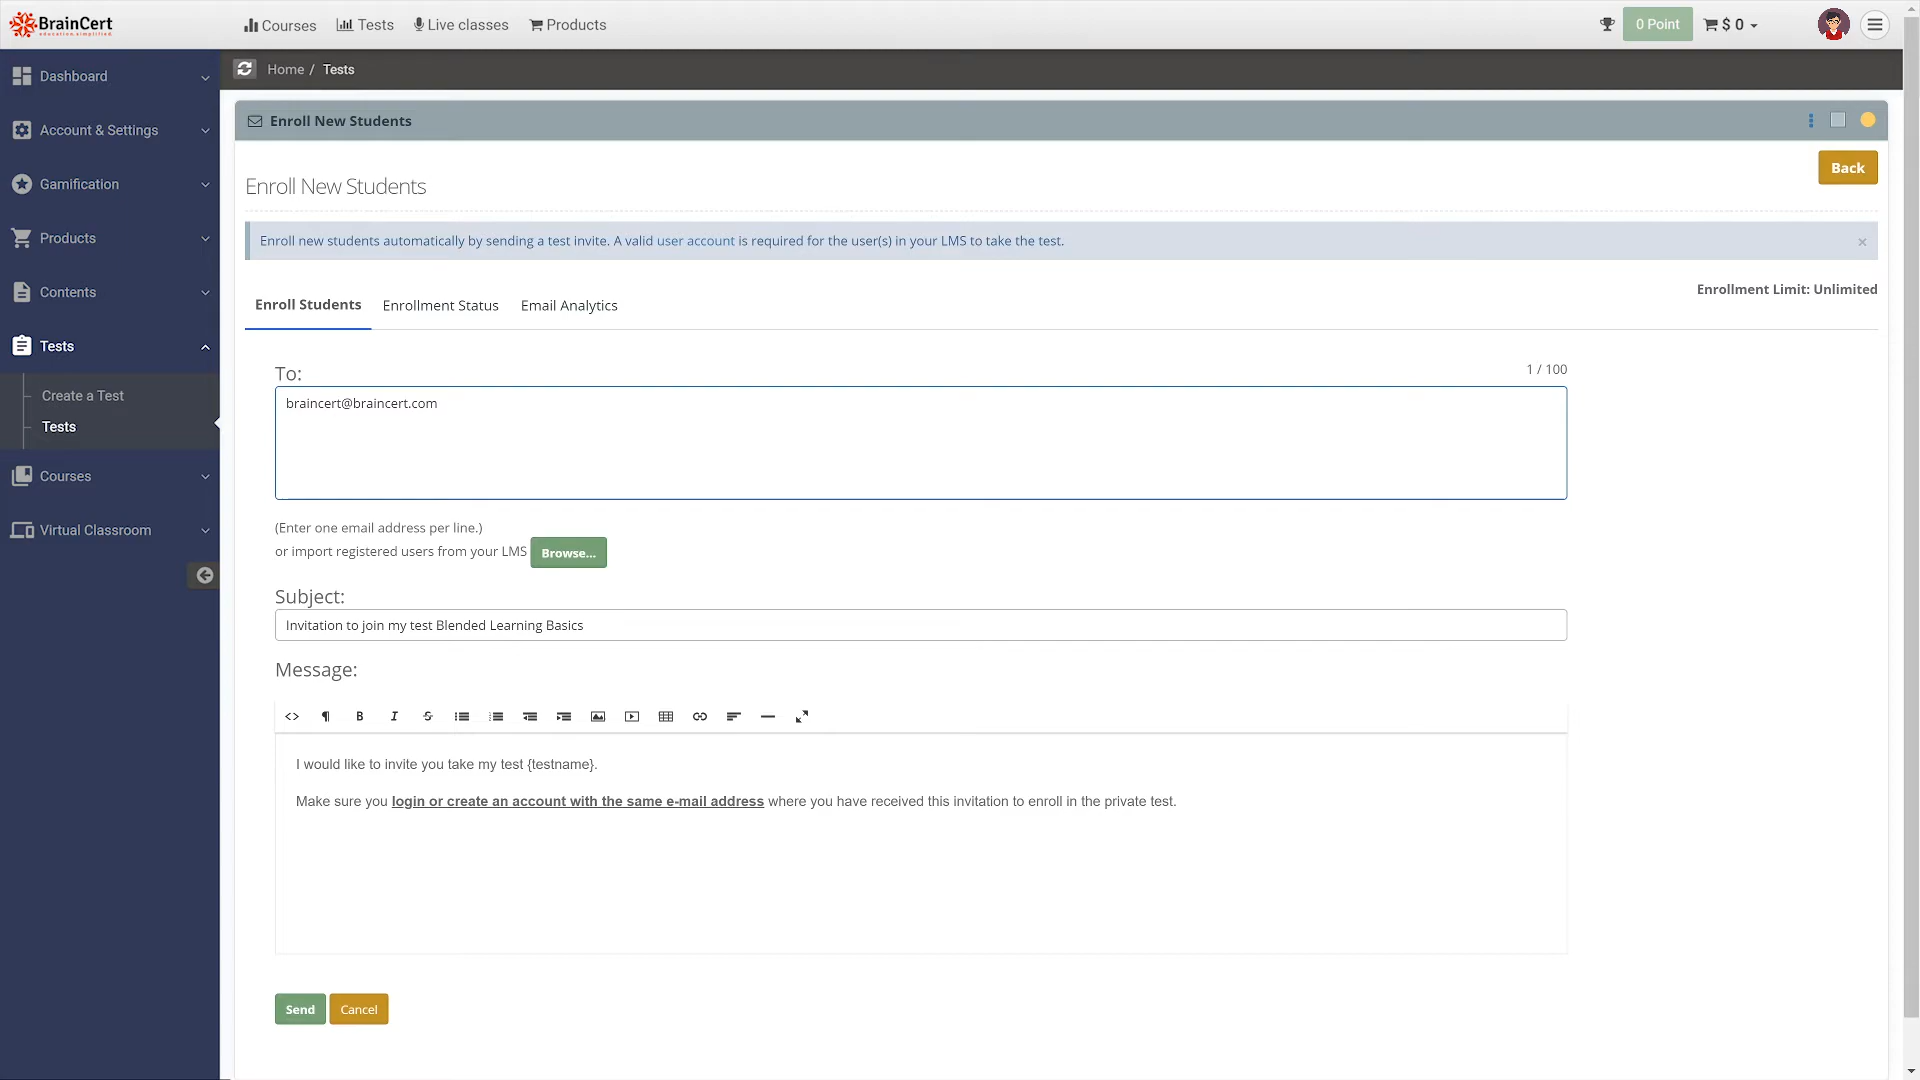 BrainCert
education.simplified.
Courses
Tests
Live classes
Products
0 Point
$ 0
Dashboard
Account & Settings
Gamification
Products
Contents
Tests
Create a Test
Tests
Courses
Virtual Classroom
Home / Tests
Enroll New Students
Back
Enroll New Students
Enroll new students automatically by sending a test invite. A valid user account is required for the user(s) in your LMS to take the test.
×
Enrollment Limit: Unlimited
Enroll Students
Enrollment Status
Email Analytics
To:
1 / 100
braincert@braincert.com
(Enter one email address per line.)
or import registered users from your LMS Browse...
Subject:
Invitation to join my test Blended Learning Basics
Message:
I would like to invite you take my test {testname}.
Make sure you login or create an account with the same e-mail address where you have received this invitation to enroll in the private test.
Send
Cancel